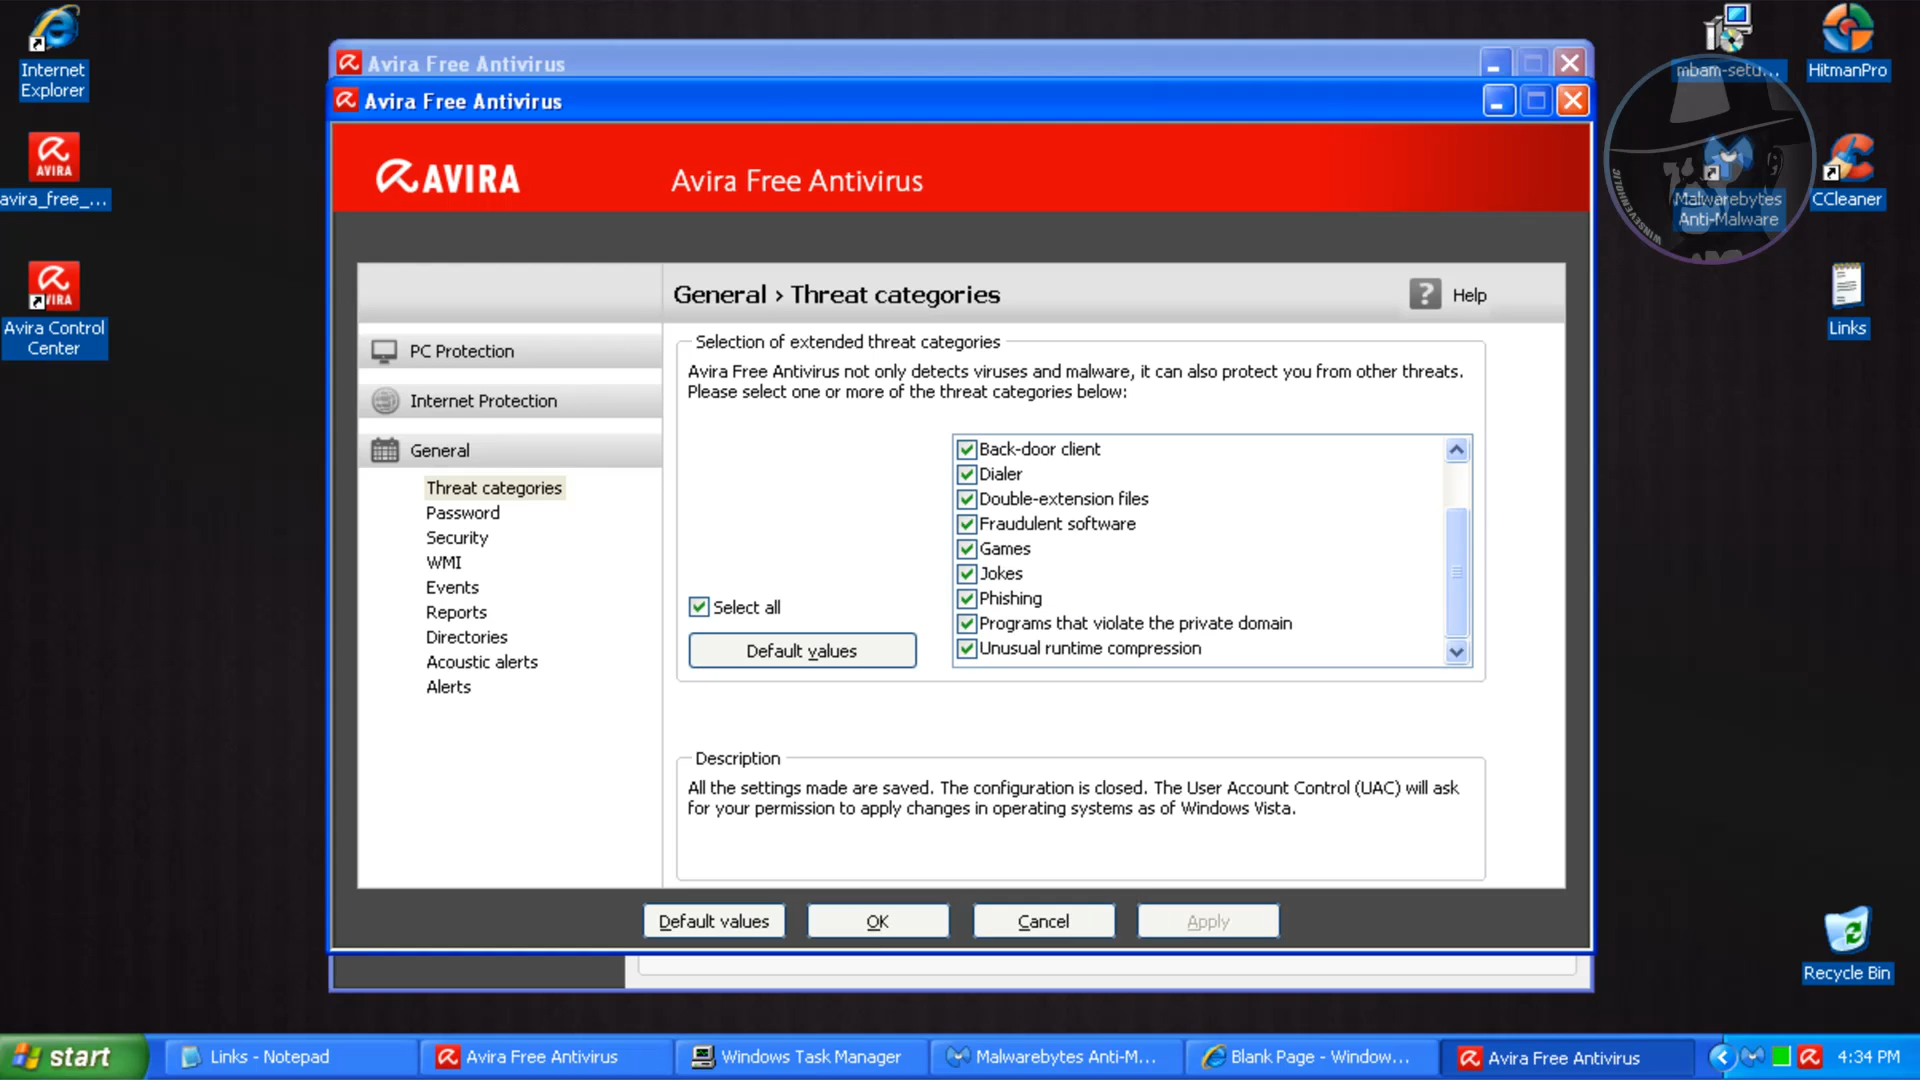 Internet
Explorer
AVIRA
avira_free_...
VIRA
Avira Control
Center
Avira Free Antivirus
Avira Free Antivirus
AVIRA
Avira Free Antivirus
General › Threat categories
? Help
PC Protection
Internet Protection
General
Threat categories
Password
Security
WMI
Events
Reports
Directories
Acoustic alerts
Alerts
Selection of extended threat categories
Avira Free Antivirus not only detects viruses and malware, it can also protect you from other threats.
Please select one or more of the threat categories below:
Back-door client
Dialer
Double-extension files
Fraudulent software
Games
Jokes
Phishing
Programs that violate the private domain
Unusual runtime compression
Select all
Default values
Description
All the settings made are saved. The configuration is closed. The User Account Control (UAC) will ask
for your permission to apply changes in operating systems as of Windows Vista.
Default values
OK
Cancel
Apply
mbam-setu...
HitmanPro
Malwarebytes
Anti-Malware
CCleaner
WINSEVENHOLIC
Links
Recycle Bin
start
Links - Notepad
Avira Free Antivirus
Windows Task Manager
Malwarebytes Anti-M...
Blank Page - Window...
Avira Free Antivirus
4:34 PM